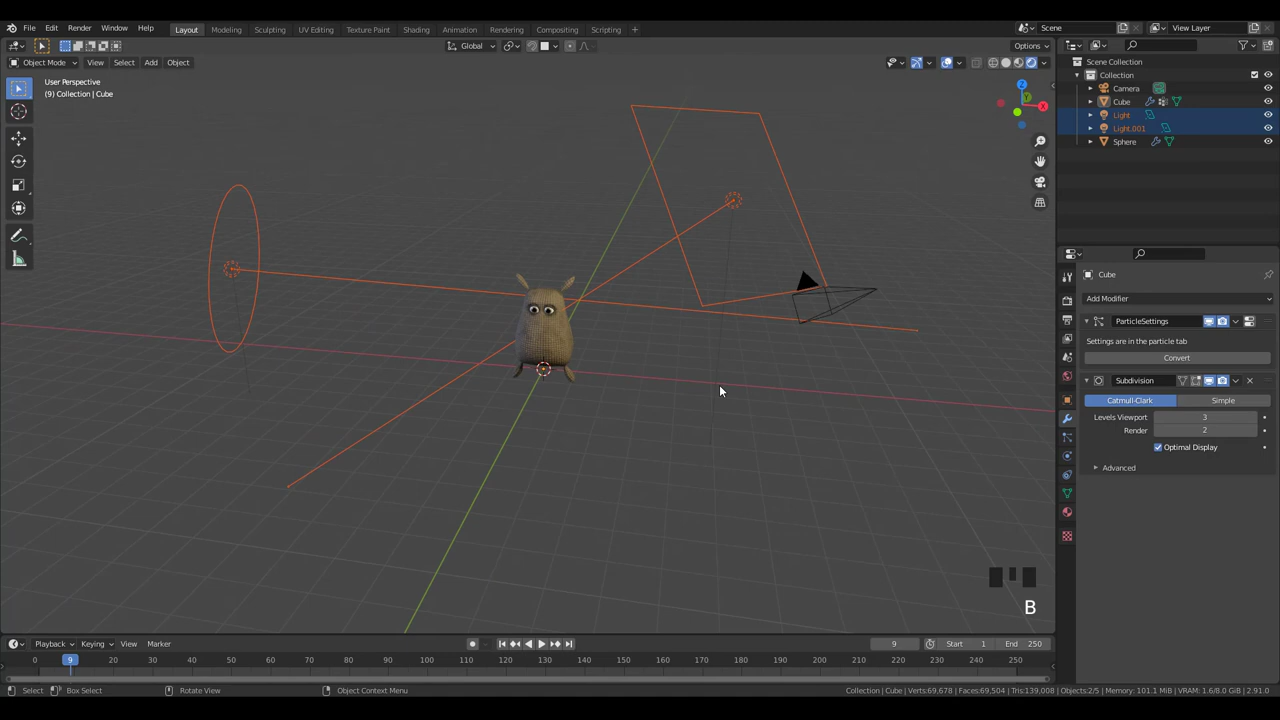 File Edit Render Window Help Layout Modeling Sculpting UV Editing Texture Paint Shading Animation Rendering Compositing Scripting + Scene View Layer
Global Options
Object Mode View Select Add Object
User Perspective
(9) Collection | Cube
Scene Collection
Collection
Camera
Cube
Light
Light.001
Sphere
Z
Y
X
Cube
Add Modifier
ParticleSettings
Settings are in the particle tab
Convert
Subdivision
Catmull-Clark Simple
Levels Viewport 3
Render 2
Optimal Display
Advanced
B
Playback Keying View Marker 9 Start 1 End 250
0 9 20 30 40 50 60 70 80 90 100 110 120 130 140 150 160 170 180 190 200 210 220 230 240 250
Select Box Select Rotate View Object Context Menu Collection | Cube | Verts:69,678 | Faces:69,504 | Tris:139,008 | Objects:2/5 | Memory: 101.1 MiB | VRAM: 1.6/8.0 GiB | 2.91.0